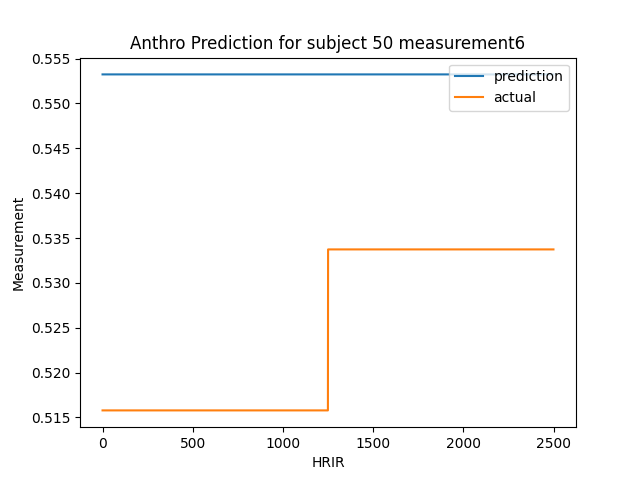 Anthro Prediction for subject 50 measurement6
0.555
0.550
0.545
0.540
0.535
0.530
0.525
0.520
0.515
Measurement
prediction
actual
0 500 1000 1500 2000 2500
HRIR